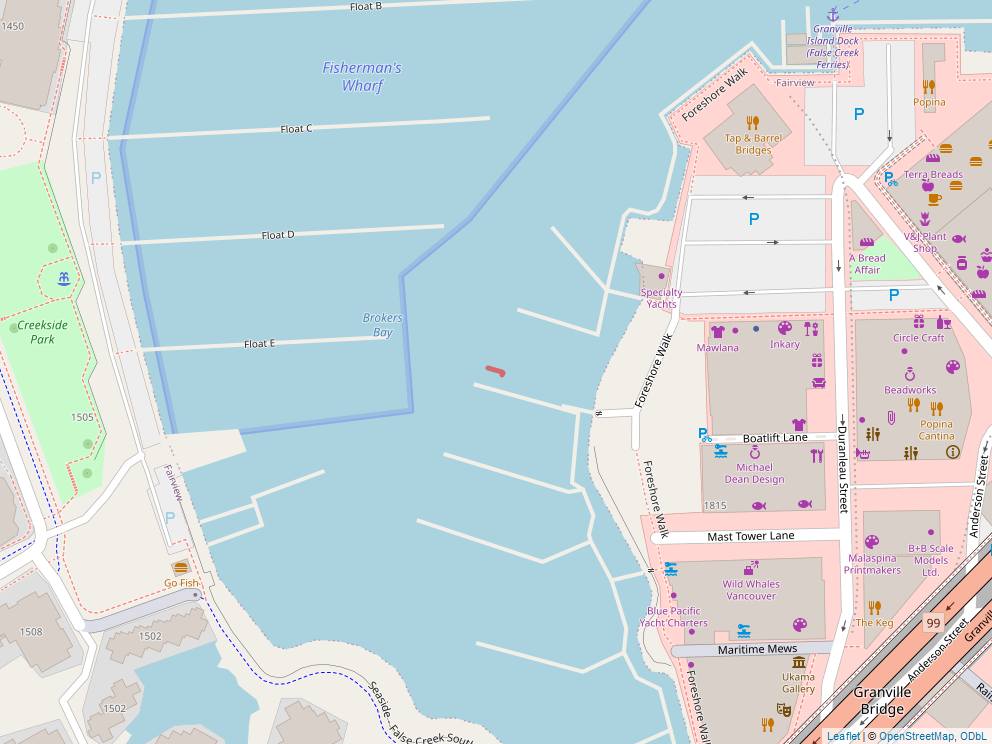 Float B
1450
Granville
Island Dock
(False Creek
Ferries)
Fisherman's
Wharf
Foreshore Walk
Fairview
P
Popina
Float C
Tap & Barrel
Bridges
Terra Breads
P
P
V&J Plant
Shop
Float D
A Bread
Affair
Specialty
Yachts
P
Creekside
Park
Brokers
Bay
Float E
Foreshore Walk
Mawlana
Inkary
Circle Craft
Beadworks
1505
Popina
Cantina
Boatlift Lane
Duranleau Street
Michael
Dean Design
Anderson Street
Fairview
Foreshore Walk
1815
P
Mast Tower Lane
Malaspina
Printmakers
B+B Scale
Models
Ltd.
Go Fish
Wild Whales
Vancouver
Blue Pacific
Yacht Charters
The Keg
99
1508
1502
Maritime Mews
Anderson Street
Granvill
Ukama
Gallery
Foreshore Walk
Granville
Bridge
Rail
1502
Seaside - False Creek South
Leaflet | © OpenStreetMap, ODbL